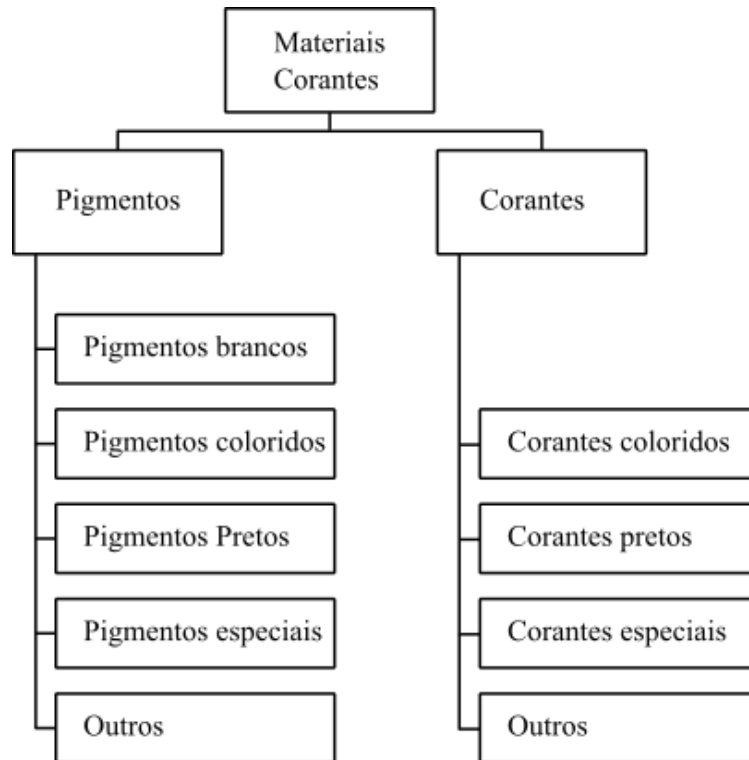 Materiais
Corantes
Pigmentos
Corantes
Pigmentos brancos
Pigmentos coloridos
Corantes coloridos
Pigmentos Pretos
Corantes pretos
Pigmentos especiais
Corantes especiais
Outros
Outros